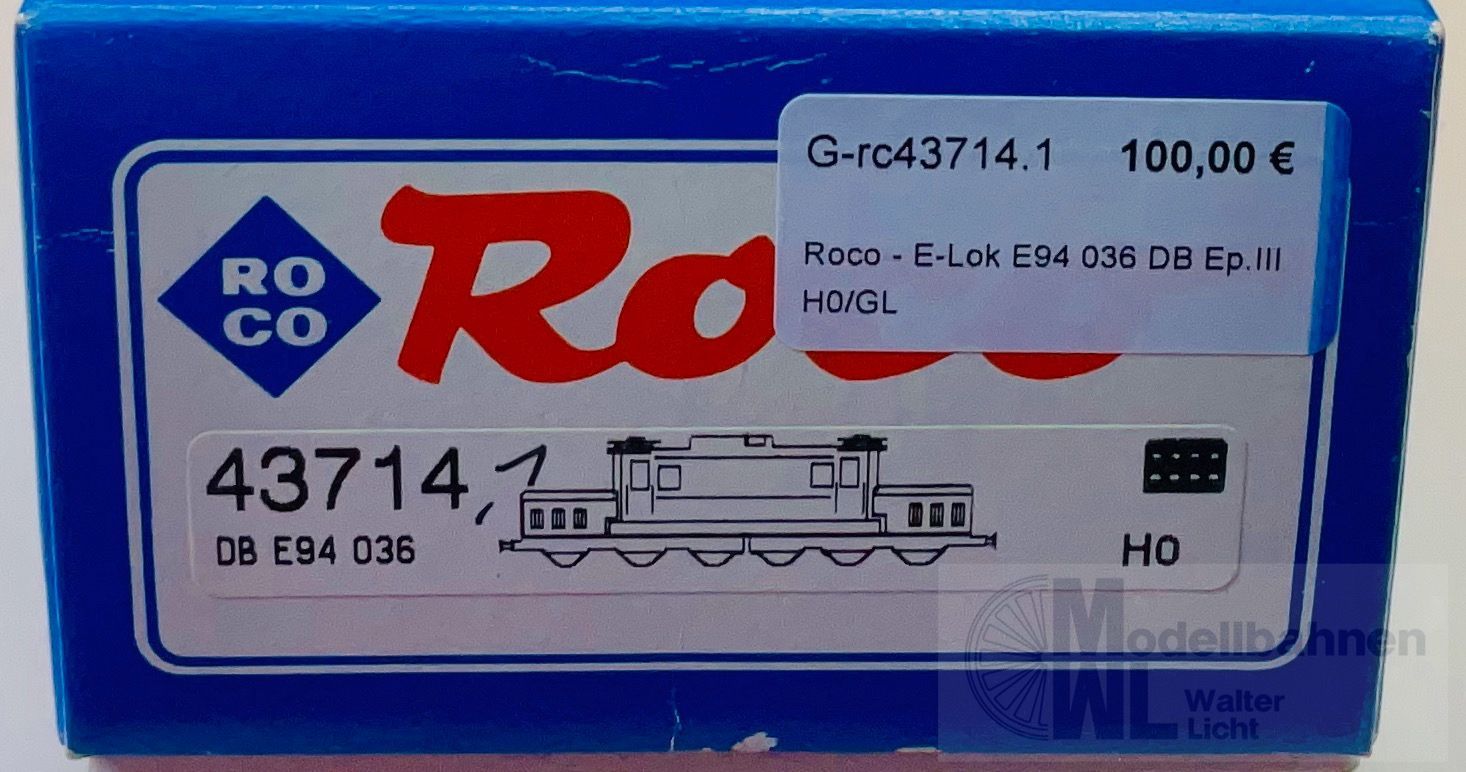 G-rc43714.1 100,00 €
Roco - E-Lok E94 036 DB Ep.III
H0/GL
RO
CO
Roco
43714,1
DB E94 036
H0
Modellbahnen
WL Walter
Licht